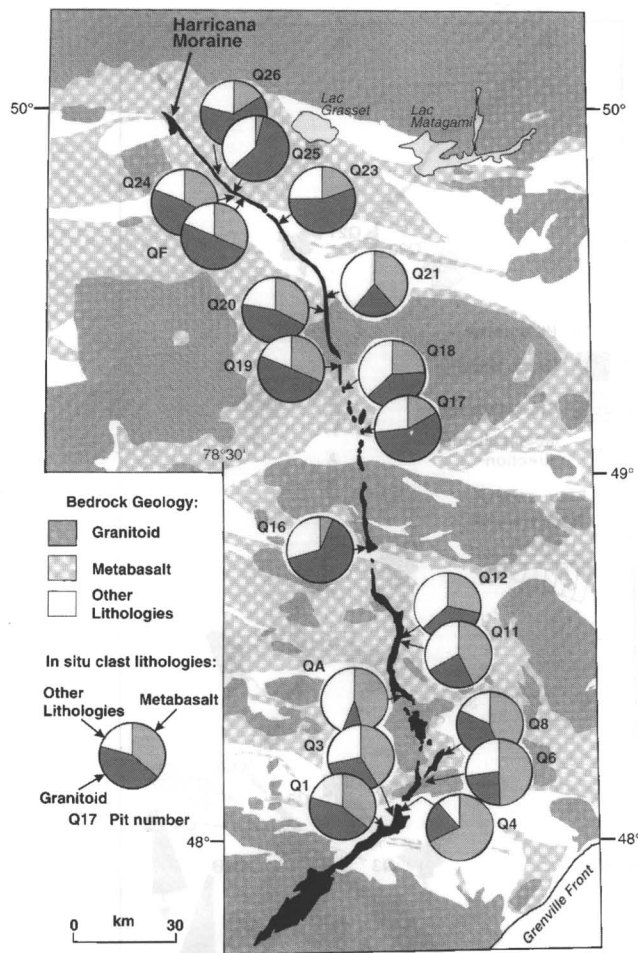 Harricana
Moraine
Q26
Lac
Grasset
Lac
Matagami
50°
50°
Q25
Q24
Q23
QF
Q21
Q20
Q19
Q18
Q17
78°30'
49°
Bedrock Geology:
Granitoid
Metabasalt
Other
Lithologies
Q16
Q12
Q11
In situ clast lithologies:
Other
Lithologies
Metabasalt
Granitoid
Q17 Pit number
QA
Q8
Q3
Q6
Q1
Q4
48°
48°
0 km 30
Grenville Front